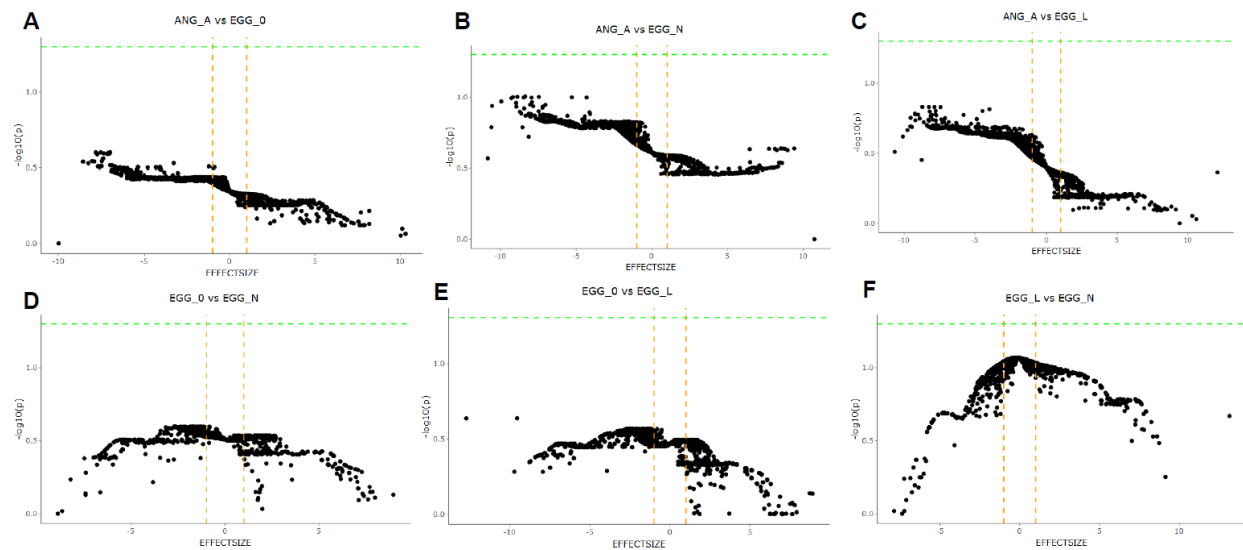 A
ANG_A vs EGG_0
-log10(p)
1.0
0.5
0.0
-10
-5
0
5
10
EFFECTSIZE
B
ANG_A vs EGG_N
-log10(p)
1.0
0.5
0.0
-10
-5
0
5
10
EFFECTSIZE
C
ANG_A vs EGG_L
-log10(p)
1.0
0.5
0.0
-10
-5
0
5
10
EFFECTSIZE
D
EGG_0 vs EGG_N
-log10(p)
1.0
0.5
0.0
-5
0
5
EFFECTSIZE
E
EGG_0 vs EGG_L
-log10(p)
1.0
0.5
0.0
-10
-5
0
5
EFFECTSIZE
F
EGG_L vs EGG_N
-log10(p)
1.0
0.5
0.0
-5
0
5
10
EFFECTSIZE